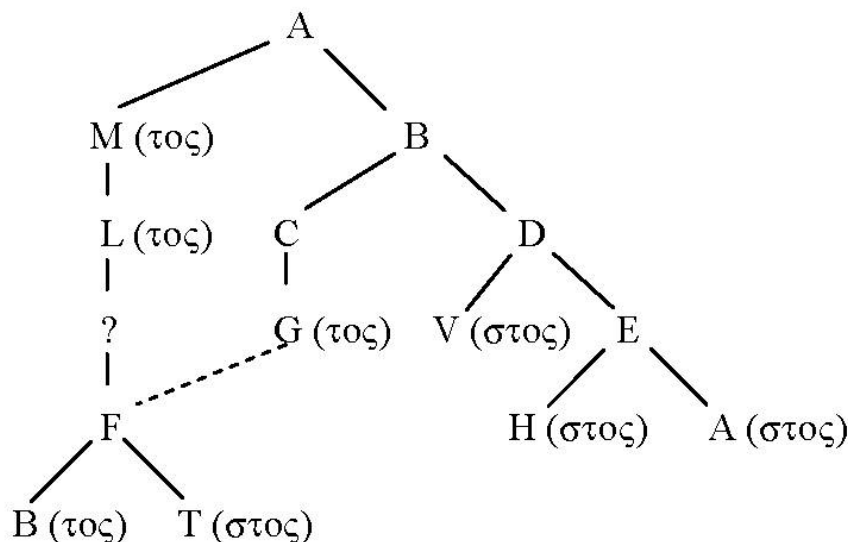 A
M (τος) B
L (τος) C D
? G (τος) V (στος) E
F H (στος) A (στος)
B (τος) T (στος)